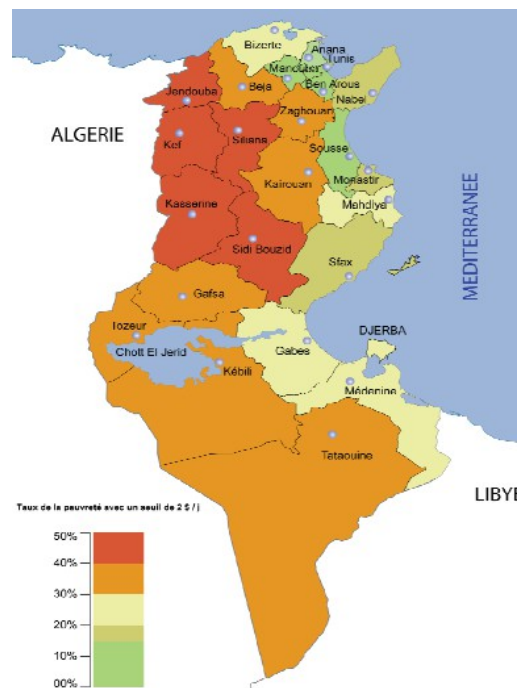 Bizerte
Ariana
Tunis
Manouba
Jendouba
Beja
Ben Arous
Nabel
ALGERIE
Zaghouan
Kef
Siliana
Sousse
Kairouan
Monastir
Kasserine
Mahdiya
Sidi Bouzid
Sfax
MEDITERRANEE
Gafsa
Tozeur
DJERBA
Chott El Jerid
Gabes
Kébili
Médenine
Tataouine
LIBYE
Taux de la pauvreté avec un seuil de 2 $ / j
50%
40%
30%
20%
10%
00%